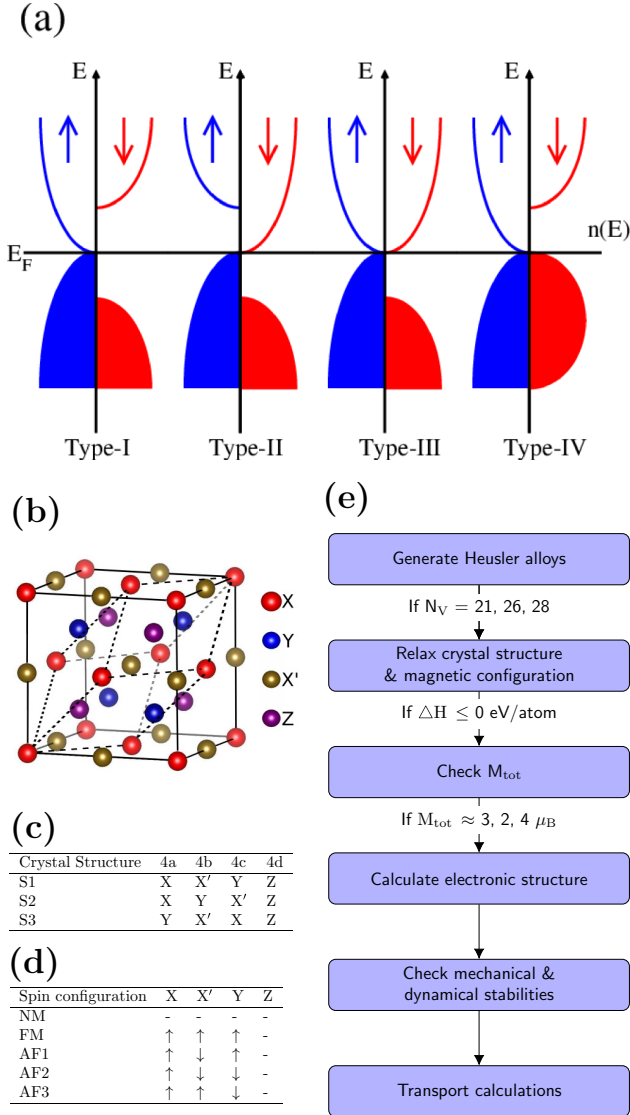 (a)
E E E E
n(E)
E_F
Type-I Type-II Type-III Type-IV
(b)
X
Y
X'
Z
(c)
Crystal Structure 4a 4b 4c 4d
S1 X X′ Y Z
S2 X Y X′ Z
S3 Y X′ X Z
(d)
Spin configuration X X′ Y Z
NM - - - -
FM ↑ ↑ ↑ -
AF1 ↑ ↓ ↑ -
AF2 ↑ ↓ ↓ -
AF3 ↑ ↑ ↓ -
(e)
Generate Heusler alloys
If N_V = 21, 26, 28
Relax crystal structure
& magnetic configuration
If △H ≤ 0 eV/atom
Check M_tot
If M_tot ≈ 3, 2, 4 μ_B
Calculate electronic structure
Check mechanical &
dynamical stabilities
Transport calculations